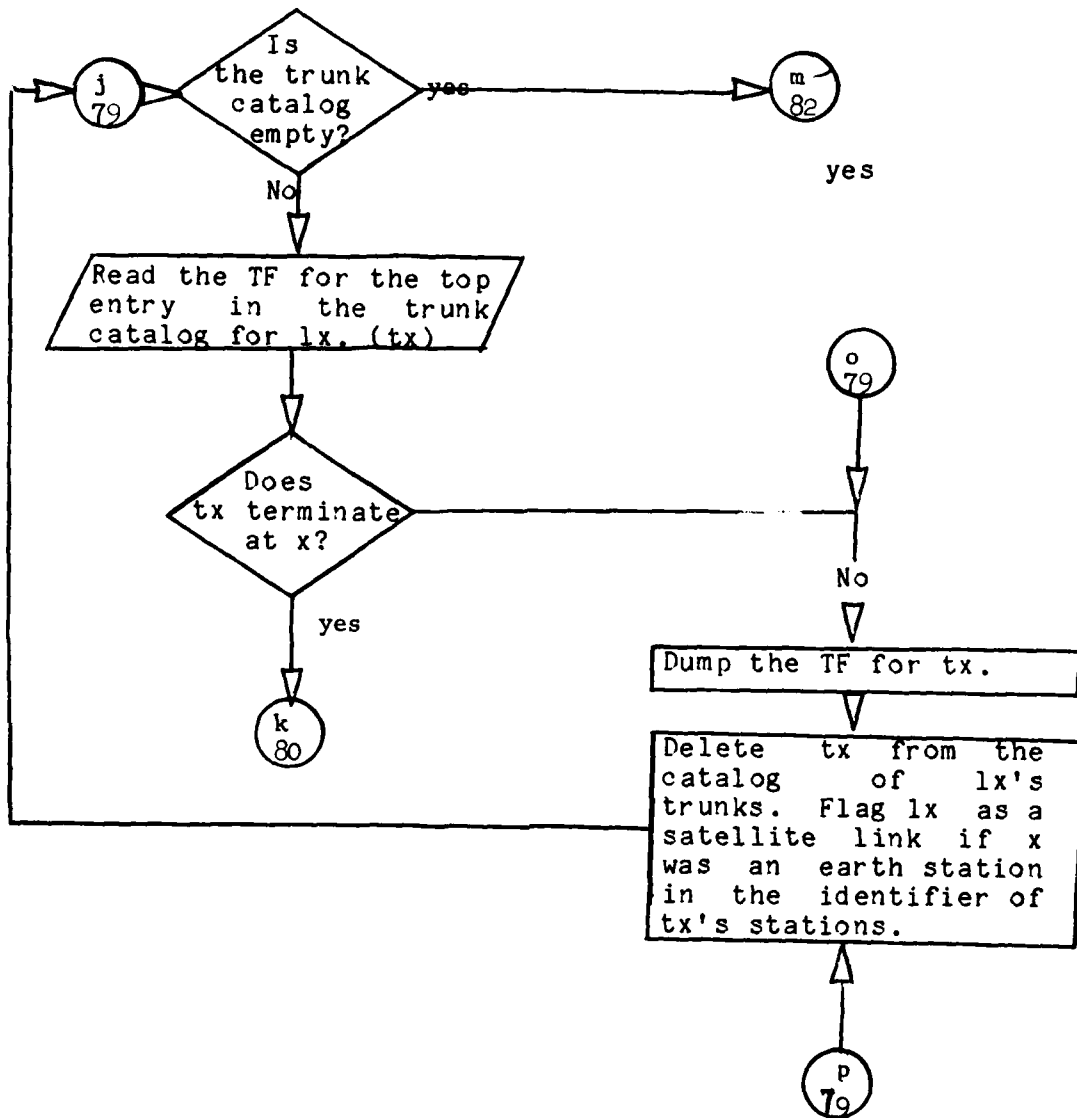 Is
the trunk
catalog
empty?
j
79
yes
m
82
yes
No
Read the TF for the top
entry in the trunk
catalog for lx. (tx)
o
79
Does
tx terminate
at x?
No
yes
k
80
Dump the TF for tx.
Delete tx from the
catalog of lx's
trunks. Flag lx as a
satellite link if x
was an earth station
in the identifier of
tx's stations.
p
79